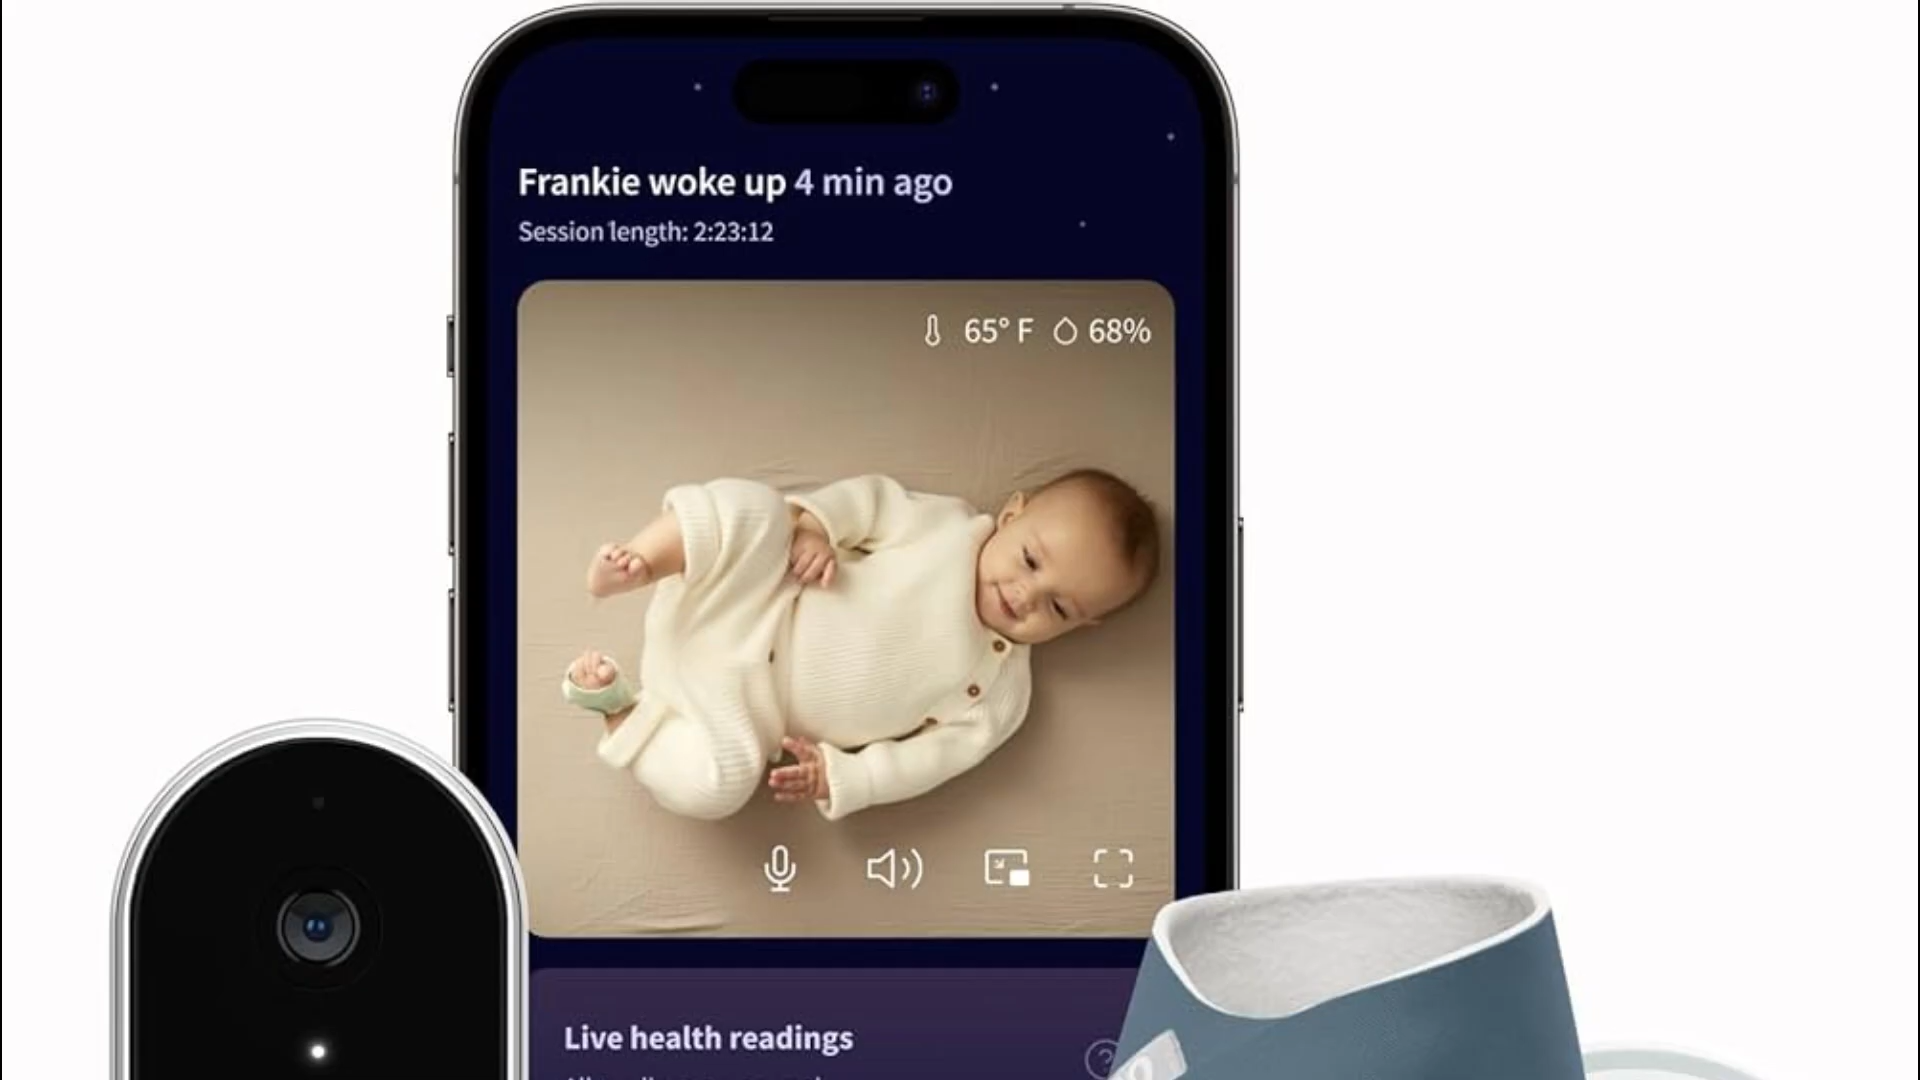 Frankie woke up 4 min ago
Session length: 2:23:12
65° F 68%
Live health readings